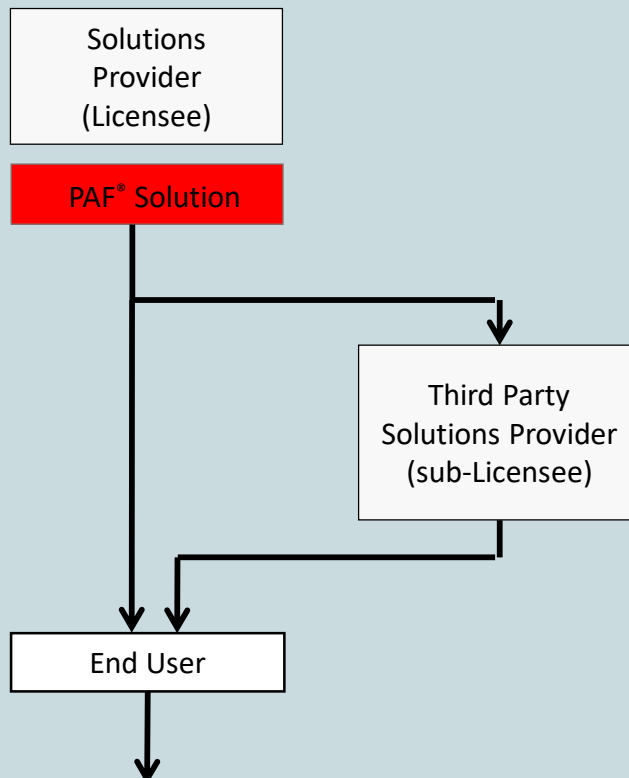 Solutions
Provider
(Licensee)
PAF® Solution
Third Party
Solutions Provider
(sub-Licensee)
End User